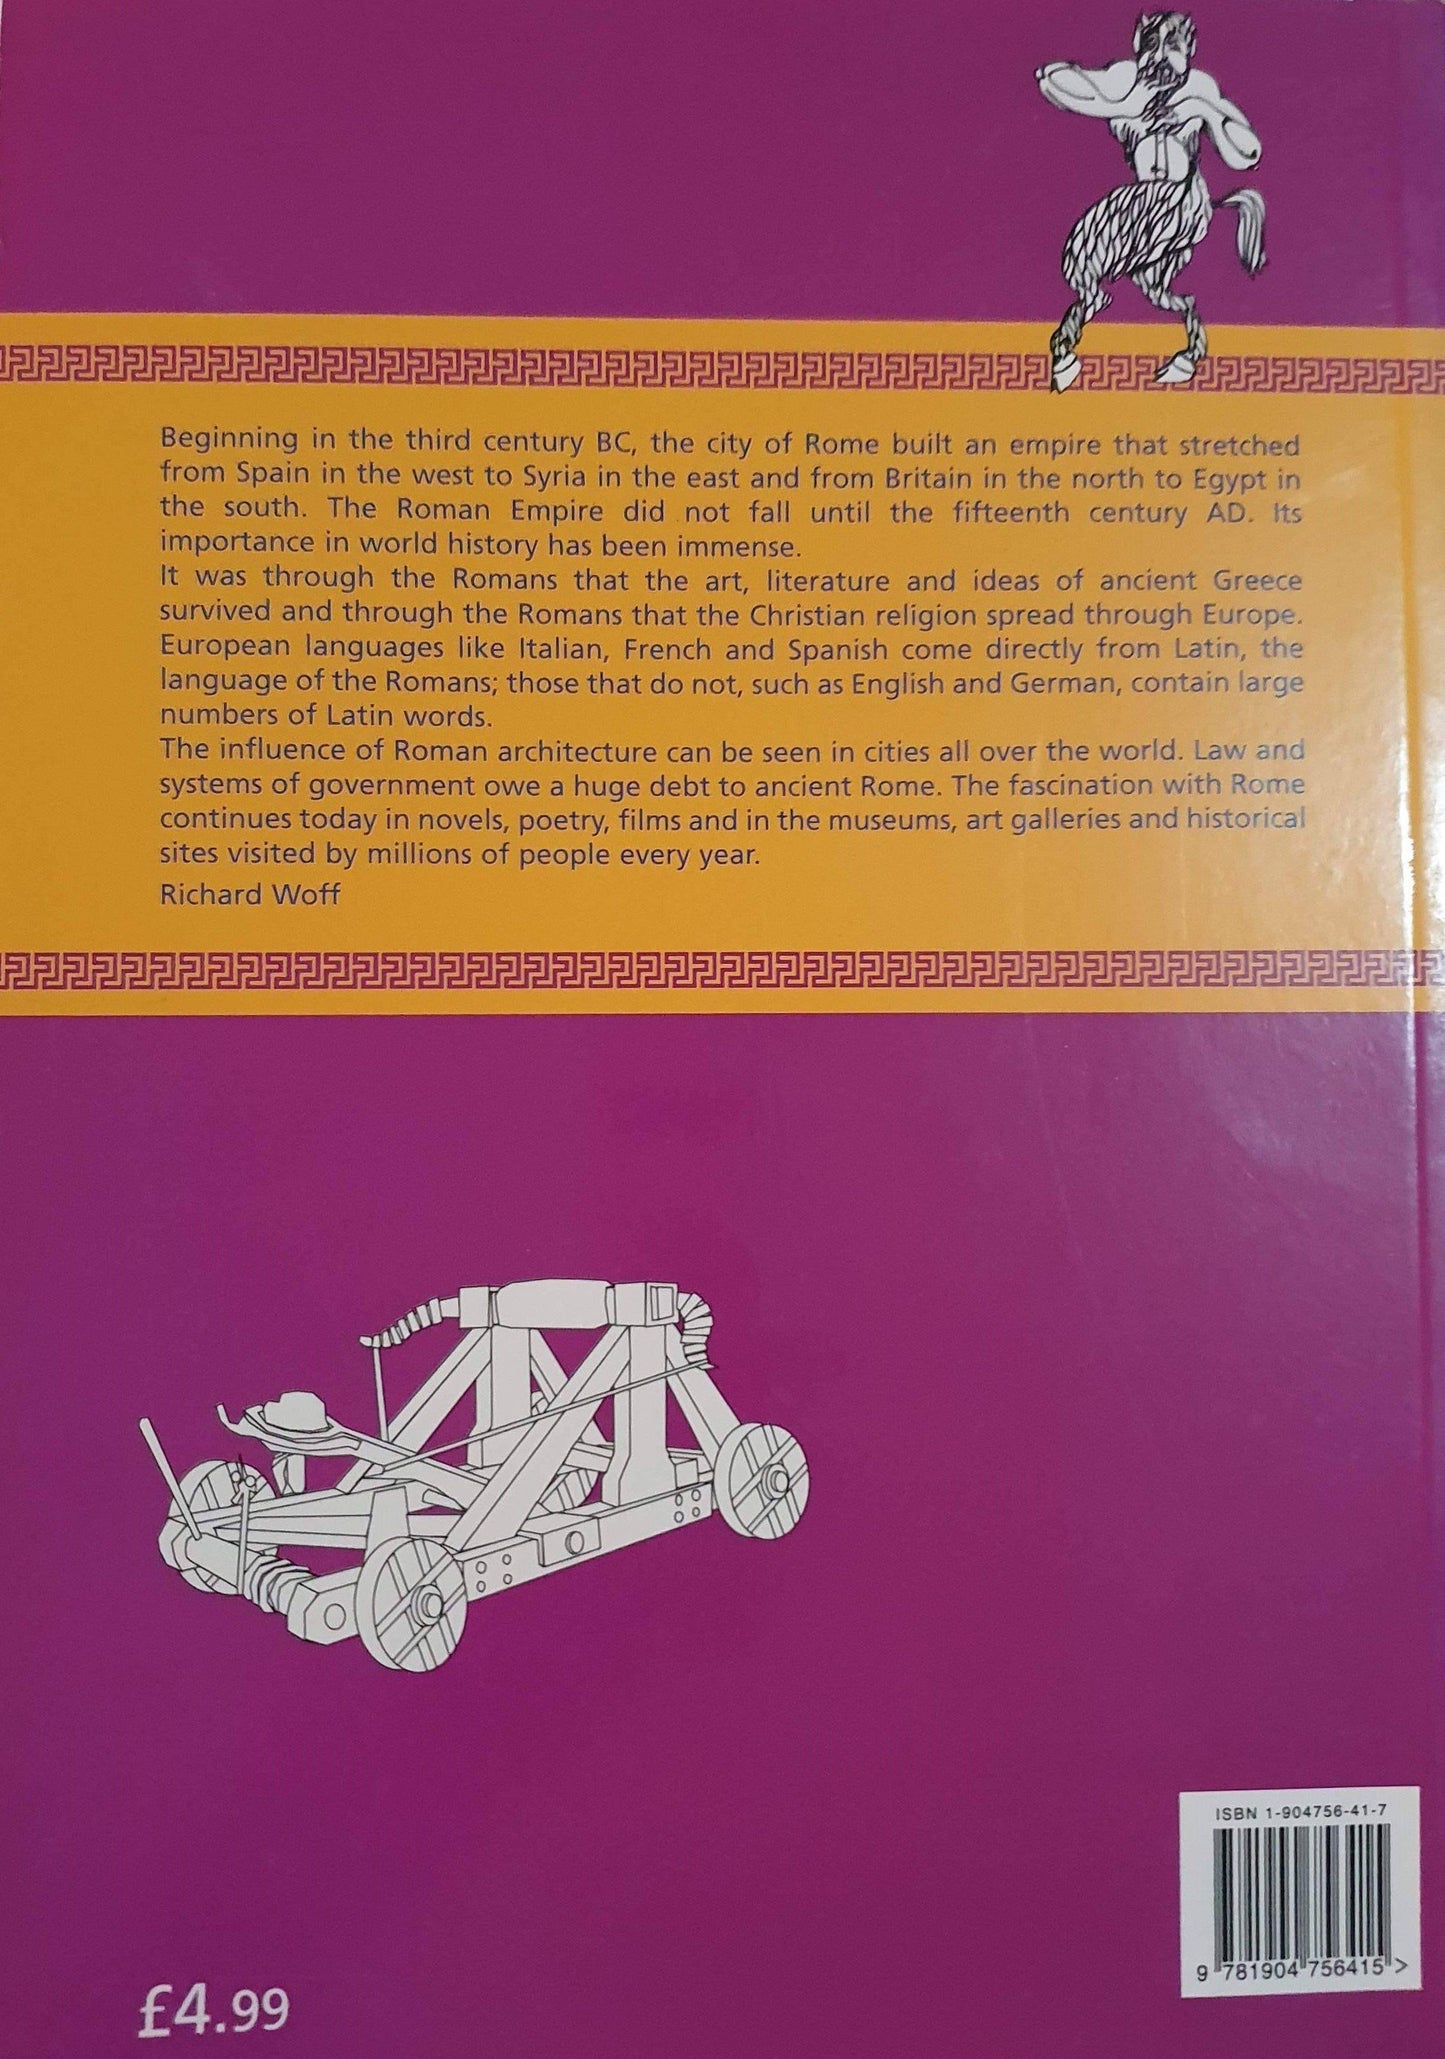 Beginning in the third century BC, the city of Rome built an empire that stretched
from Spain in the west to Syria in the east and from Britain in the north to Egypt in
the south. The Roman Empire did not fall until the fifteenth century AD. Its
importance in world history has been immense.
It was through the Romans that the art, literature and ideas of ancient Greece
survived and through the Romans that the Christian religion spread through Europe.
European languages like Italian, French and Spanish come directly from Latin, the
language of the Romans; those that do not, such as English and German, contain large
numbers of Latin words.
The influence of Roman architecture can be seen in cities all over the world. Law and
systems of government owe a huge debt to ancient Rome. The fascination with Rome
continues today in novels, poetry, films and in the museums, art galleries and historical
sites visited by millions of people every year.
Richard Woff
ISBN 1-904756-41-7
9 781904 756415 >
£4.99